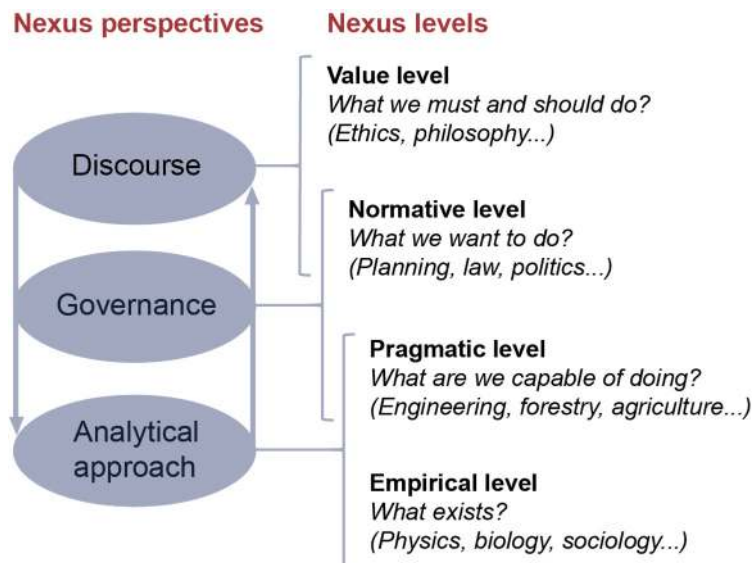 Nexus perspectives
Nexus levels
Discourse
Governance
Analytical
approach
Value level
What we must and should do?
(Ethics, philosophy...)
Normative level
What we want to do?
(Planning, law, politics...)
Pragmatic level
What are we capable of doing?
(Engineering, forestry, agriculture...)
Empirical level
What exists?
(Physics, biology, sociology...)